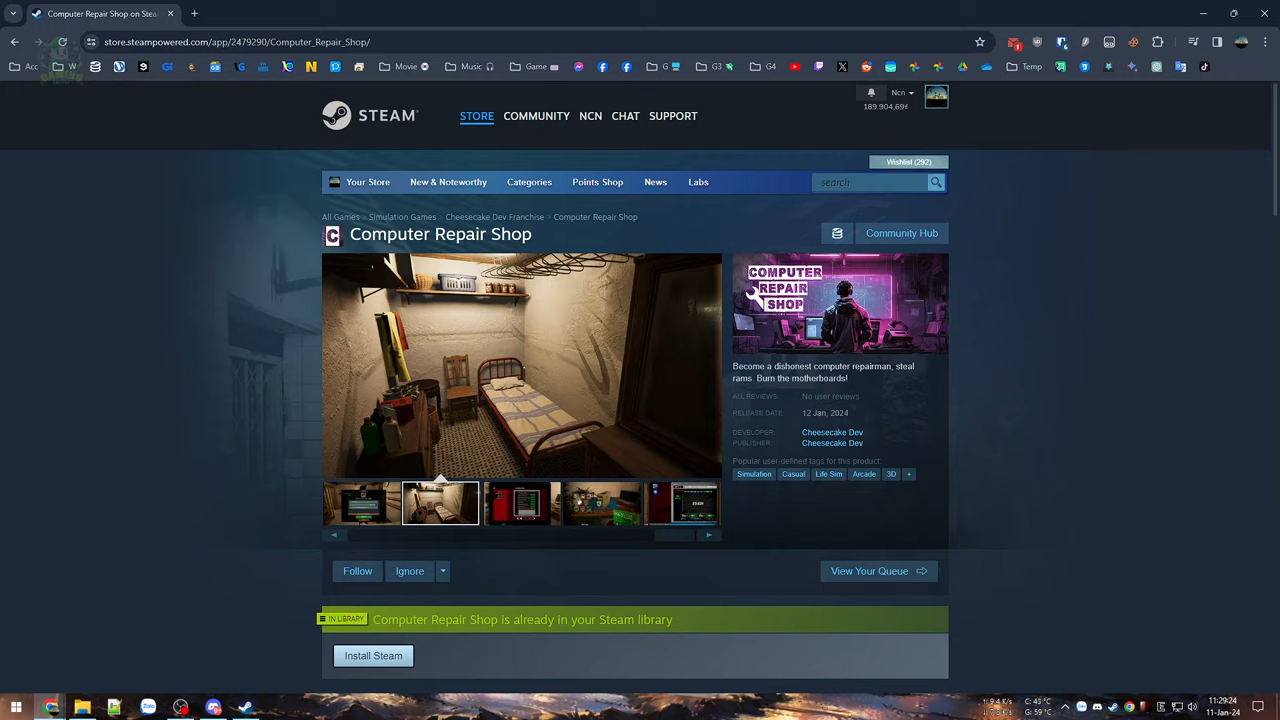 Computer Repair Shop on Stea
store.steampowered.com/app/2479290/Computer_Repair_Shop/
Acc
W
Movie
Music
Game
G
G3
G4
Temp
STEAM
STORE
COMMUNITY
NCN
CHAT
SUPPORT
Ncn
189.904,69₫
Wishlist (292)
Your Store
New & Noteworthy
Categories
Points Shop
News
Labs
search
All Games > Simulation Games > Cheesecake Dev Franchise > Computer Repair Shop
Computer Repair Shop
Community Hub
COMPUTER
REPAIR
SHOP
Become a dishonest computer repairman, steal
rams. Burn the motherboards!
ALL REVIEWS: No user reviews
RELEASE DATE: 12 Jan, 2024
DEVELOPER: Cheesecake Dev
PUBLISHER: Cheesecake Dev
Popular user-defined tags for this product:
Simulation Casual Life Sim Arcade 3D +
Follow
Ignore
View Your Queue
IN LIBRARY
Computer Repair Shop is already in your Steam library
Install Steam
C: 43 °C
G: 59 °C
11:29:24
11-Jan-24